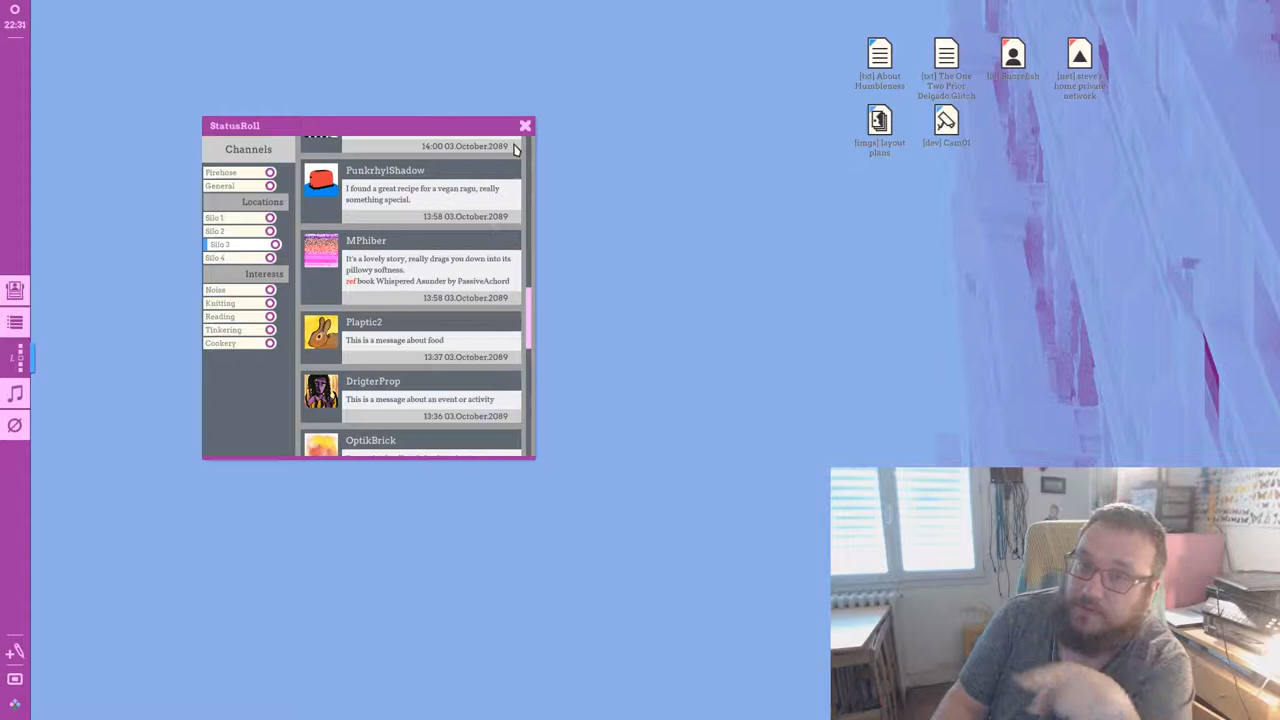 22:31
StatusRoll
Channels
Firehose
General
Locations
Silo 1
Silo 2
Silo 3
Silo 4
Interests
Noise
Knitting
Reading
Tinkering
Cookery
14:00 03.October.2089
PunkrhylShadow
I found a great recipe for a vegan ragu, really
something special.
13:58 03.October.2089
MPhiber
It's a lovely story, really drags you down into its
pillowy softness.
ref book Whispered Asunder by PassiveAchord
13:58 03.October.2089
Plaptic2
This is a message about food
13:37 03.October.2089
DrigterProp
This is a message about an event or activity
13:36 03.October.2089
OptikBrick
[txt] About
Humbleness
[txt] The One
Two Prior
Delgado Glitch
[net] steve's
home private
network
[imgs] layout
plans
[dev] Cam01